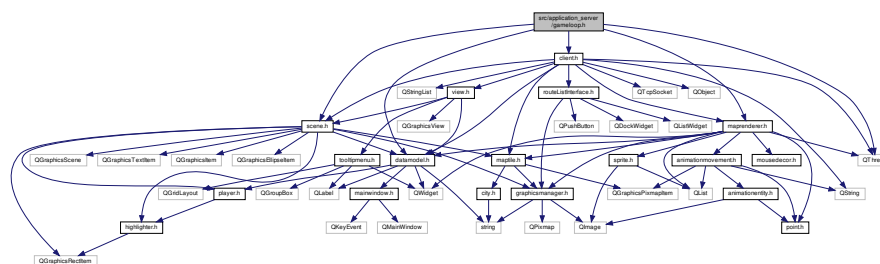 src/application_server
/gameloop.h
client.h
QStringList
view.h
routeListInterface.h
QTcpSocket
QObject
QGraphicsView
QPushButton
QDockWidget
QListWidget
scene.h
maprenderer.h
QGraphicsScene
QGraphicsTextItem
QGraphicsItem
QGraphicsEllipseItem
tooltipmenu.h
datamodel.h
maptile.h
sprite.h
animationmovement.h
mousedecor.h
QThre
QGridLayout
player.h
QGroupBox
QLabel
mainwindow.h
QWidget
city.h
graphicmanager.h
QGraphicsPixmapItem
QList
animationentity.h
QString
highlighter.h
QKeyEvent
QMainWindow
string
QPixmap
QImage
point.h
QGraphicsRectItem